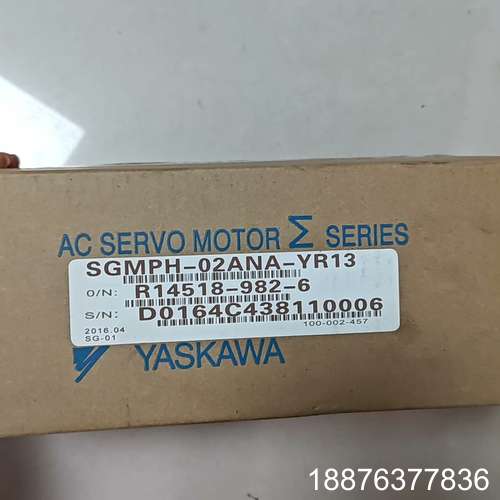 AC SERVO MOTOR Σ SERIES
SGMPH-02ANA-YR13
O/N: R14518-982-6
S/N: D0164C438110006
2016.04
SG-01
100-002-457
YASKAWA
18876377836